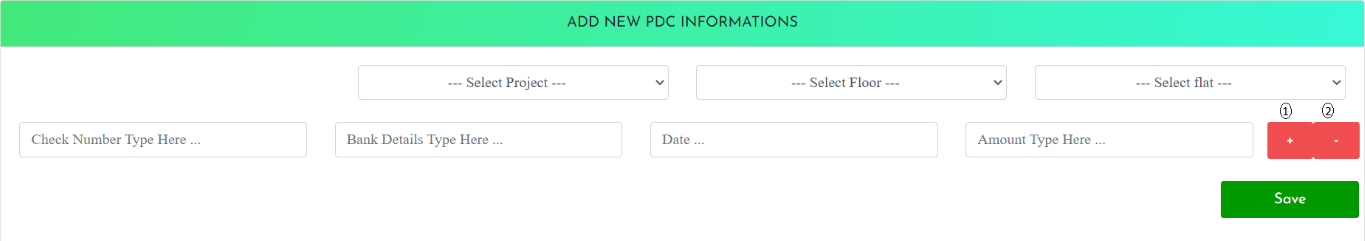 ADD NEW PDC INFORMATIONS
--- Select Project --- --- Select Floor --- --- Select flat ---
① ②
Check Number Type Here ... Bank Details Type Here ... Date ... Amount Type Here ... + -
Save